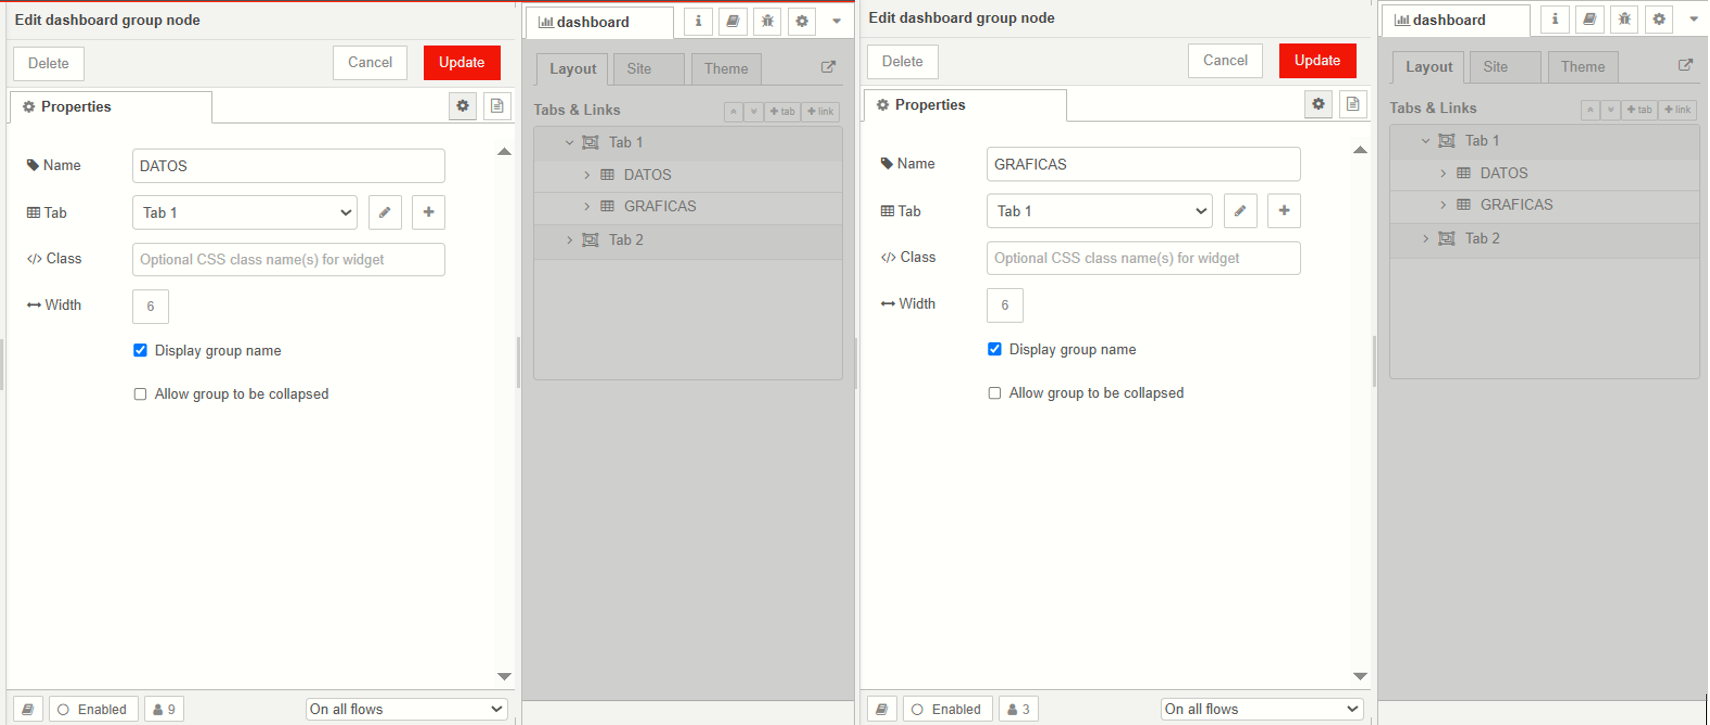 Edit dashboard group node
Delete
Cancel
Update
Properties
Name
DATOS
Tab
Tab 1
</> Class
Optional CSS class name(s) for widget
Width
6
Display group name
Allow group to be collapsed
Enabled
9
On all flows
dashboard
i
Layout
Site
Theme
Tabs & Links
+ tab
+ link
Tab 1
DATOS
GRAFICAS
Tab 2
Edit dashboard group node
Delete
Cancel
Update
Properties
Name
GRAFICAS
Tab
Tab 1
</> Class
Optional CSS class name(s) for widget
Width
6
Display group name
Allow group to be collapsed
Enabled
3
On all flows
dashboard
i
Layout
Site
Theme
Tabs & Links
+ tab
+ link
Tab 1
DATOS
GRAFICAS
Tab 2